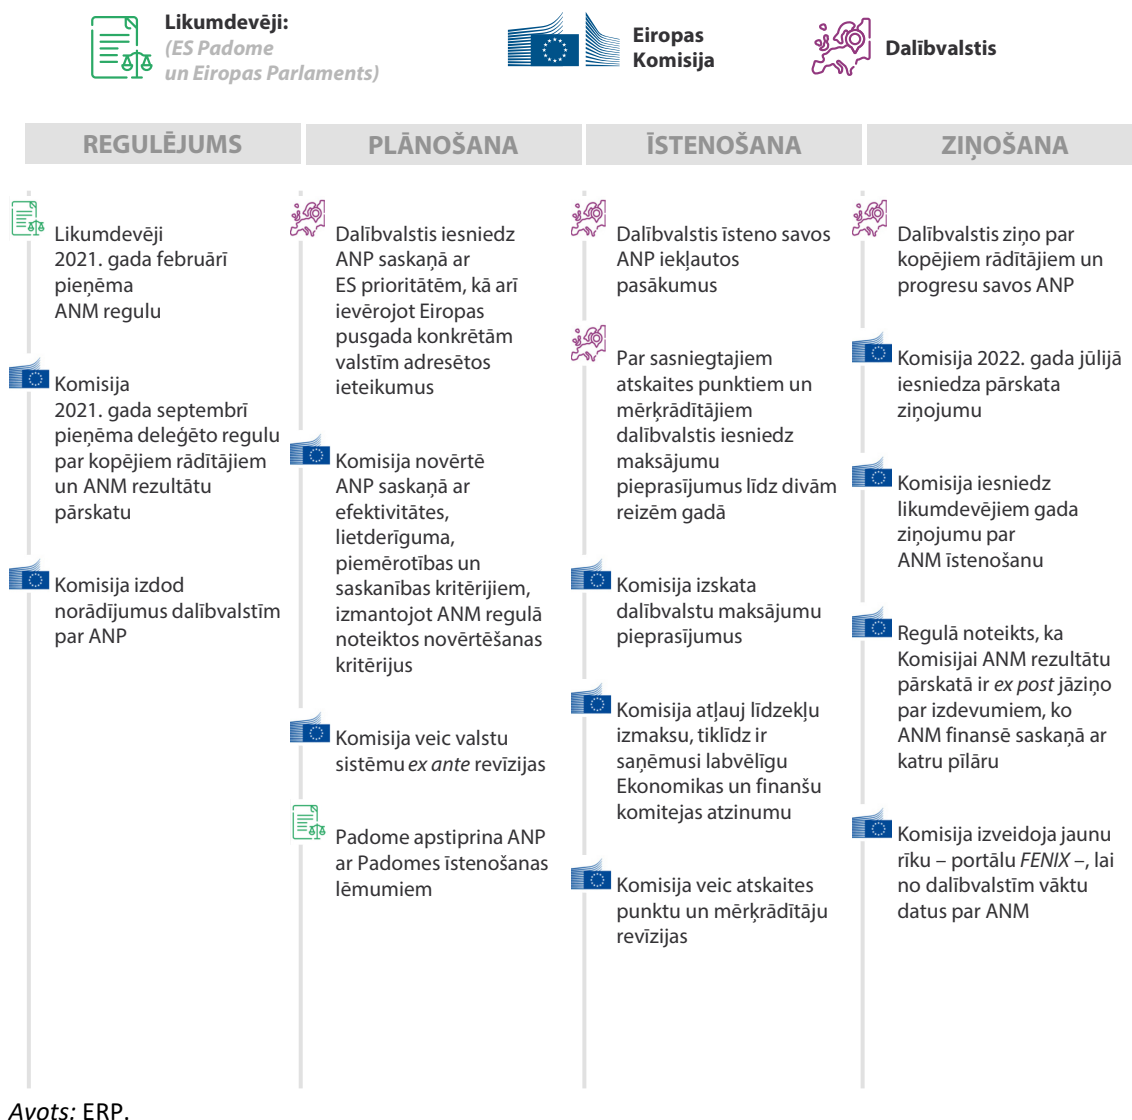 Likumdevēji:
(ES Padome
un Eiropas Parlaments)
Eiropas
Komisija
Dalībvalstis
REGULĒJUMS
PLĀNOŠANA
ĪSTENOŠANA
ZIŅOŠANA
Likumdevēji
2021. gada februārī
pieņēma
ANM regulu
Komisija
2021. gada septembrī
pieņēma deleģēto regulu
par kopējiem rādītājiem
un ANM rezultātu
pārskatu
Komisija izdod
norādījumus dalībvalstīm
par ANP
Dalībvalstis iesniedz
ANP saskaņā ar
ES prioritātēm, kā arī
ievērojot Eiropas
pusgada konkrētām
valstīm adresētos
ieteikumus
Komisija novērtē
ANP saskaņā ar
efektivitātes,
lietderīguma,
piemērotības un
saskanības kritērijiem,
izmantojot ANM regulā
noteiktos novērtēšanas
kritērijus
Komisija veic valstu
sistēmu ex ante revīzijas
Padome apstiprina ANP
ar Padomes īstenošanas
lēmumiem
Dalībvalstis īsteno savos
ANP iekļautos
pasākumus
Par sasniegtajiem
atskaites punktiem un
mērķrādītājiem
dalībvalstis iesniedz
maksājumu
pieprasījumus līdz divām
reizēm gadā
Komisija izskata
dalībvalstu maksājumu
pieprasījumus
Komisija atļauj līdzekļu
izmaksu, tiklīdz ir
saņēmusi labvēlīgu
Ekonomikas un finanšu
komitejas atzinumu
Komisija veic atskaites
punktu un mērķrādītāju
revīzijas
Dalībvalstis ziņo par
kopējiem rādītājiem un
progresu savos ANP
Komisija 2022. gada jūlijā
iesniedza pārskata
ziņojumu
Komisija iesniedz
likumdevējiem gada
ziņojumu par
ANM īstenošanu
Regulā noteikts, ka
Komisijai ANM rezultātu
pārskatā ir ex post jāziņo
par izdevumiem, ko
ANM finansē saskaņā ar
katru pīlāru
Komisija izveidoja jaunu
rīku – portālu FENIX –, lai
no dalībvalstīm vāktu
datus par ANM
Avots: ERP.